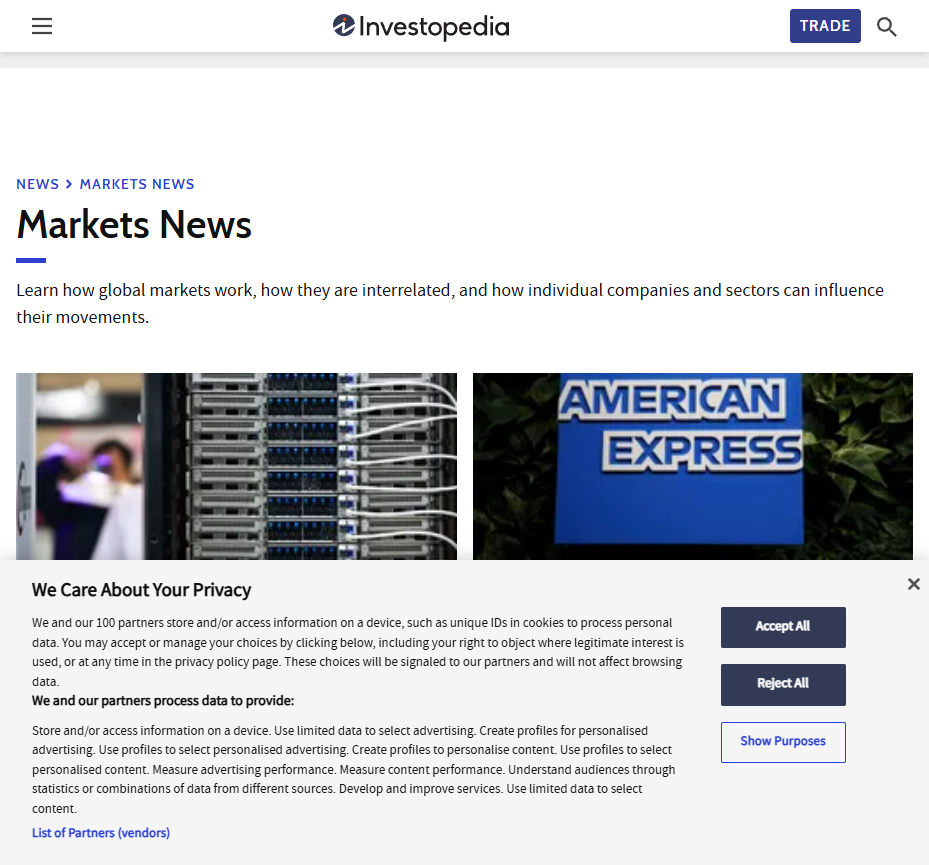 Investopedia
TRADE
NEWS > MARKETS NEWS
Markets News
Learn how global markets work, how they are interrelated, and how individual companies and sectors can influence
their movements.
AMERICAN
EXPRESS
We Care About Your Privacy
We and our 100 partners store and/or access information on a device, such as unique IDs in cookies to process personal
data. You may accept or manage your choices by clicking below, including your right to object where legitimate interest is
used, or at any time in the privacy policy page. These choices will be signaled to our partners and will not affect browsing
data.
We and our partners process data to provide:
Store and/or access information on a device. Use limited data to select advertising. Create profiles for personalised
advertising. Use profiles to select personalised advertising. Create profiles to personalise content. Use profiles to select
personalised content. Measure advertising performance. Measure content performance. Understand audiences through
statistics or combinations of data from different sources. Develop and improve services. Use limited data to select
content.
List of Partners (vendors)
Accept All
Reject All
Show Purposes